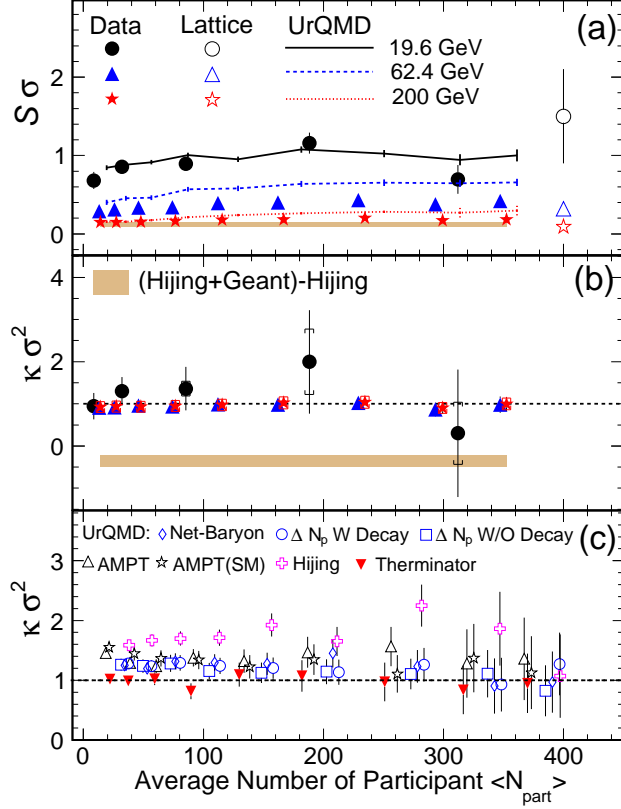 Data Lattice UrQMD (a)
19.6 GeV
62.4 GeV
200 GeV
S σ
2
1
0
(b)
(Hijing+Geant)-Hijing
κ σ²
4
2
0
UrQMD: Net-Baryon Δ Nₚ W Decay Δ Nₚ W/O Decay (c)
AMPT AMPT(SM) Hijing Therminator
κ σ²
3
2
1
0
0 100 200 300 400
Average Number of Participant <N_part>